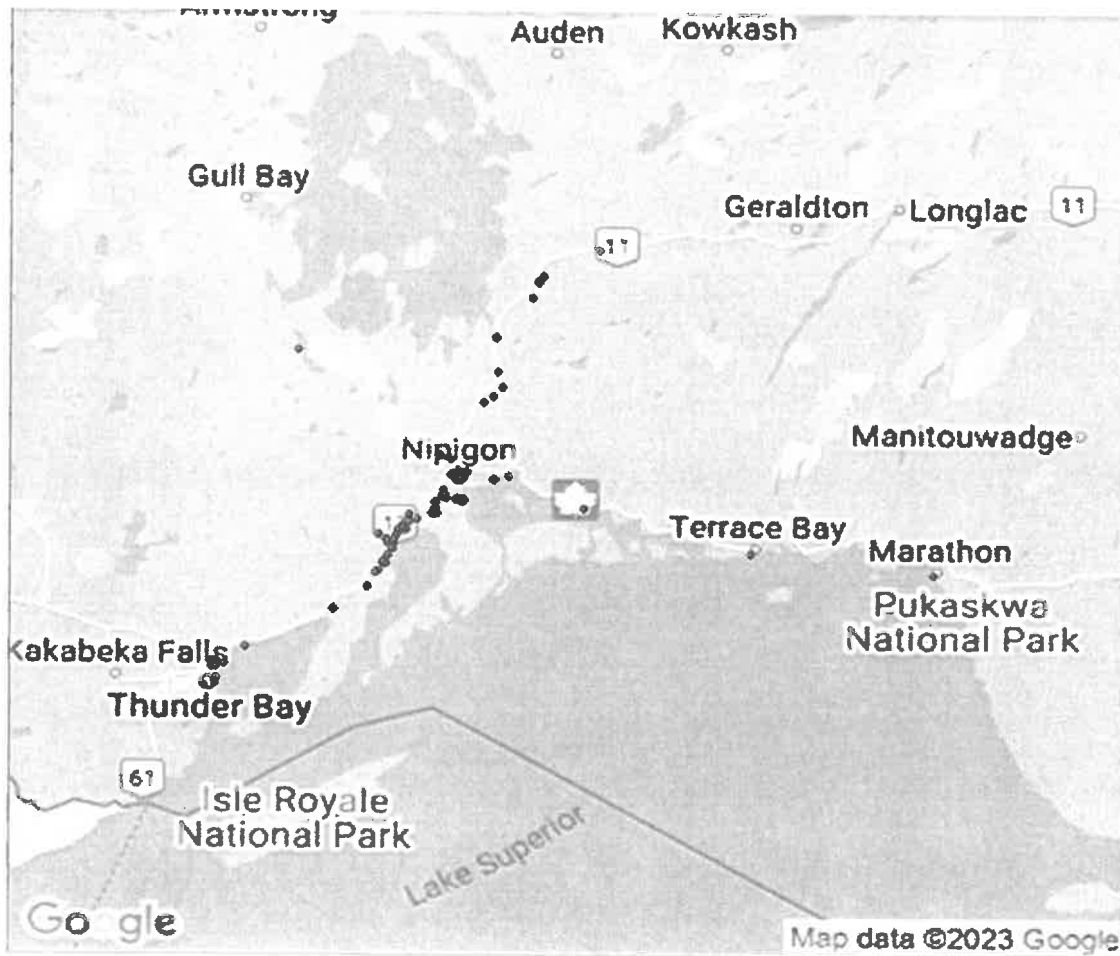 Armstrong
Auden
Kowkash
Gull Bay
Geraldton
Longlac
11
11
Nipigon
Manitouwadge
Terrace Bay
Marathon
Pukaskwa
National Park
Kakabeka Falls
Thunder Bay
61
Isle Royale
National Park
Lake Superior
Google
Map data ©2023 Google